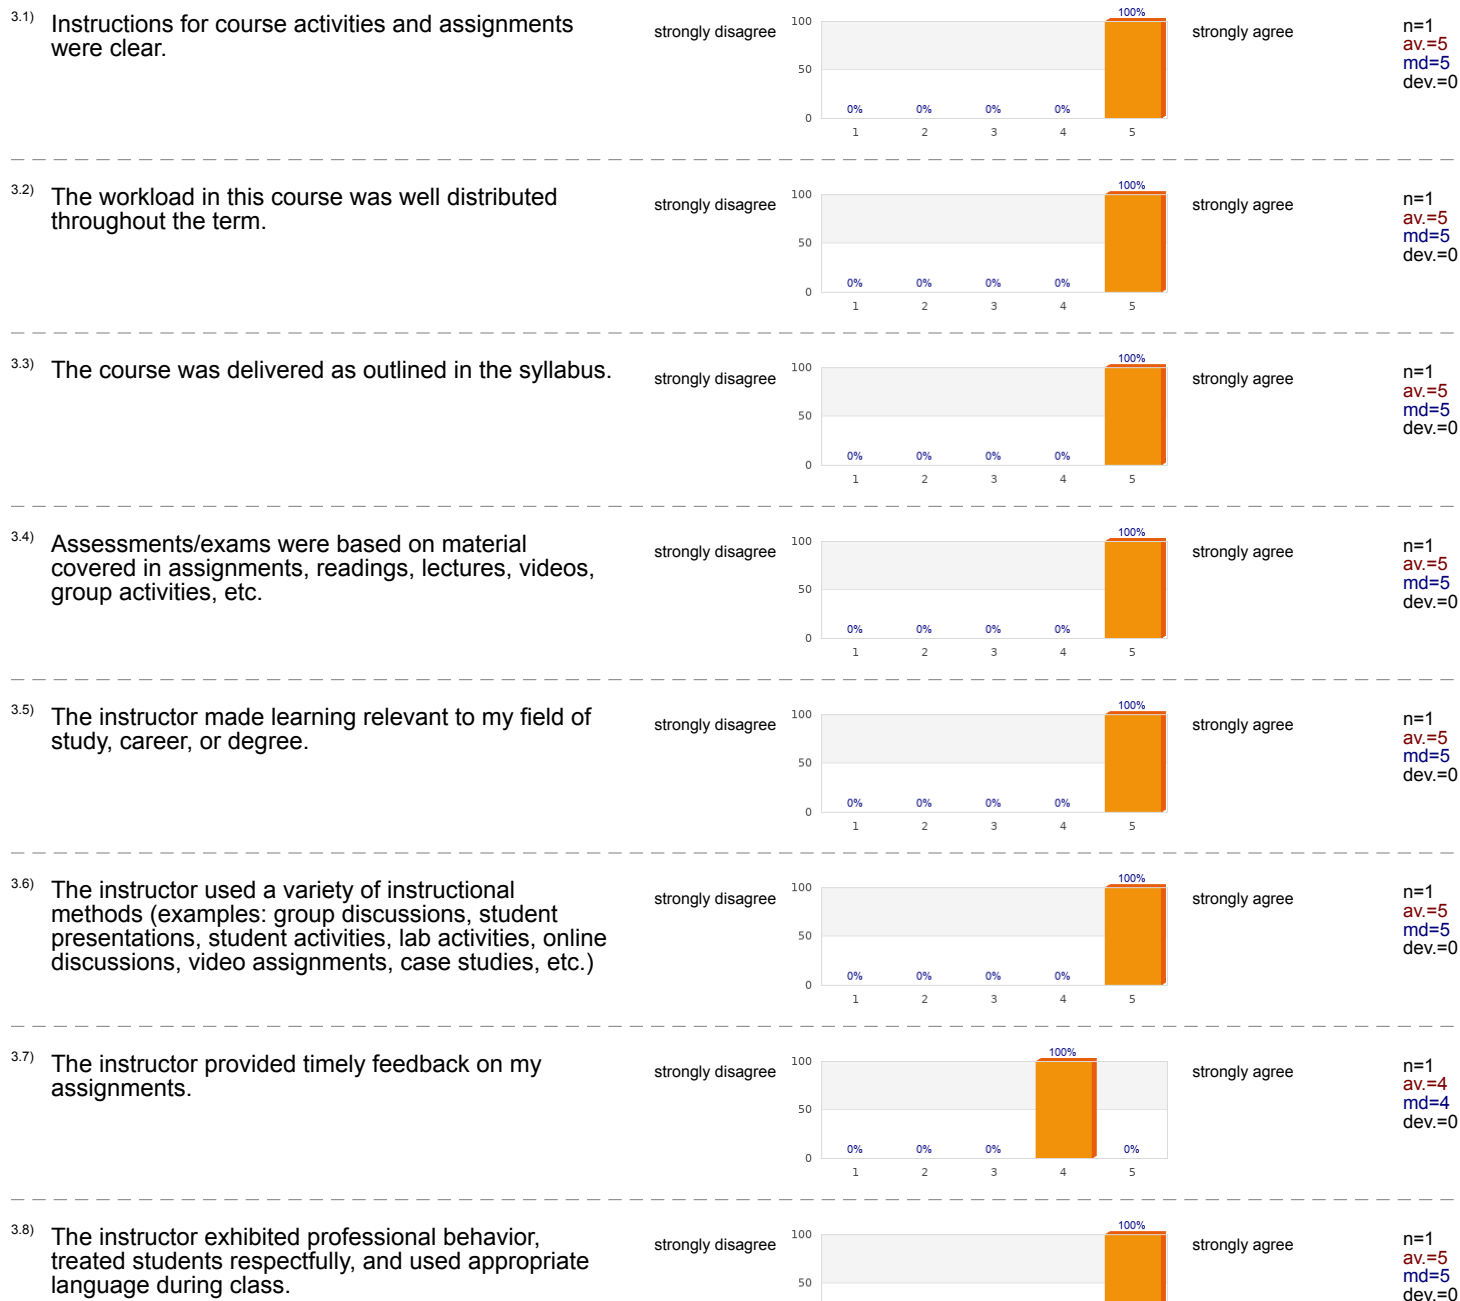 3.1) Instructions for course activities and assignments
were clear.
strongly disagree
100
50
0
0% 0% 0% 0% 100%
1 2 3 4 5
strongly agree
n=1
av.=5
md=5
dev.=0
3.2) The workload in this course was well distributed
throughout the term.
strongly disagree
100
50
0
0% 0% 0% 0% 100%
1 2 3 4 5
strongly agree
n=1
av.=5
md=5
dev.=0
3.3) The course was delivered as outlined in the syllabus.
strongly disagree
100
50
0
0% 0% 0% 0% 100%
1 2 3 4 5
strongly agree
n=1
av.=5
md=5
dev.=0
3.4) Assessments/exams were based on material
covered in assignments, readings, lectures, videos,
group activities, etc.
strongly disagree
100
50
0
0% 0% 0% 0% 100%
1 2 3 4 5
strongly agree
n=1
av.=5
md=5
dev.=0
3.5) The instructor made learning relevant to my field of
study, career, or degree.
strongly disagree
100
50
0
0% 0% 0% 0% 100%
1 2 3 4 5
strongly agree
n=1
av.=5
md=5
dev.=0
3.6) The instructor used a variety of instructional
methods (examples: group discussions, student
presentations, student activities, lab activities, online
discussions, video assignments, case studies, etc.)
strongly disagree
100
50
0
0% 0% 0% 0% 100%
1 2 3 4 5
strongly agree
n=1
av.=5
md=5
dev.=0
3.7) The instructor provided timely feedback on my
assignments.
strongly disagree
100
50
0
0% 0% 0% 100% 0%
1 2 3 4 5
strongly agree
n=1
av.=4
md=4
dev.=0
3.8) The instructor exhibited professional behavior,
treated students respectfully, and used appropriate
language during class.
strongly disagree
100
50
100%
strongly agree
n=1
av.=5
md=5
dev.=0